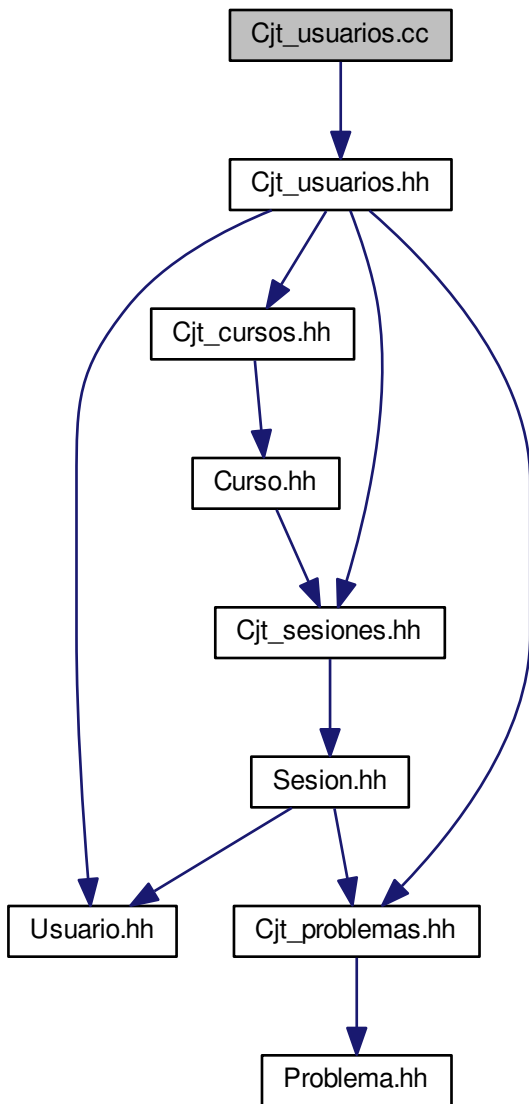 Cjt_usuarios.cc
Cjt_usuarios.hh
Cjt_cursos.hh
Curso.hh
Cjt_sesiones.hh
Sesion.hh
Usuario.hh
Cjt_problemas.hh
Problema.hh